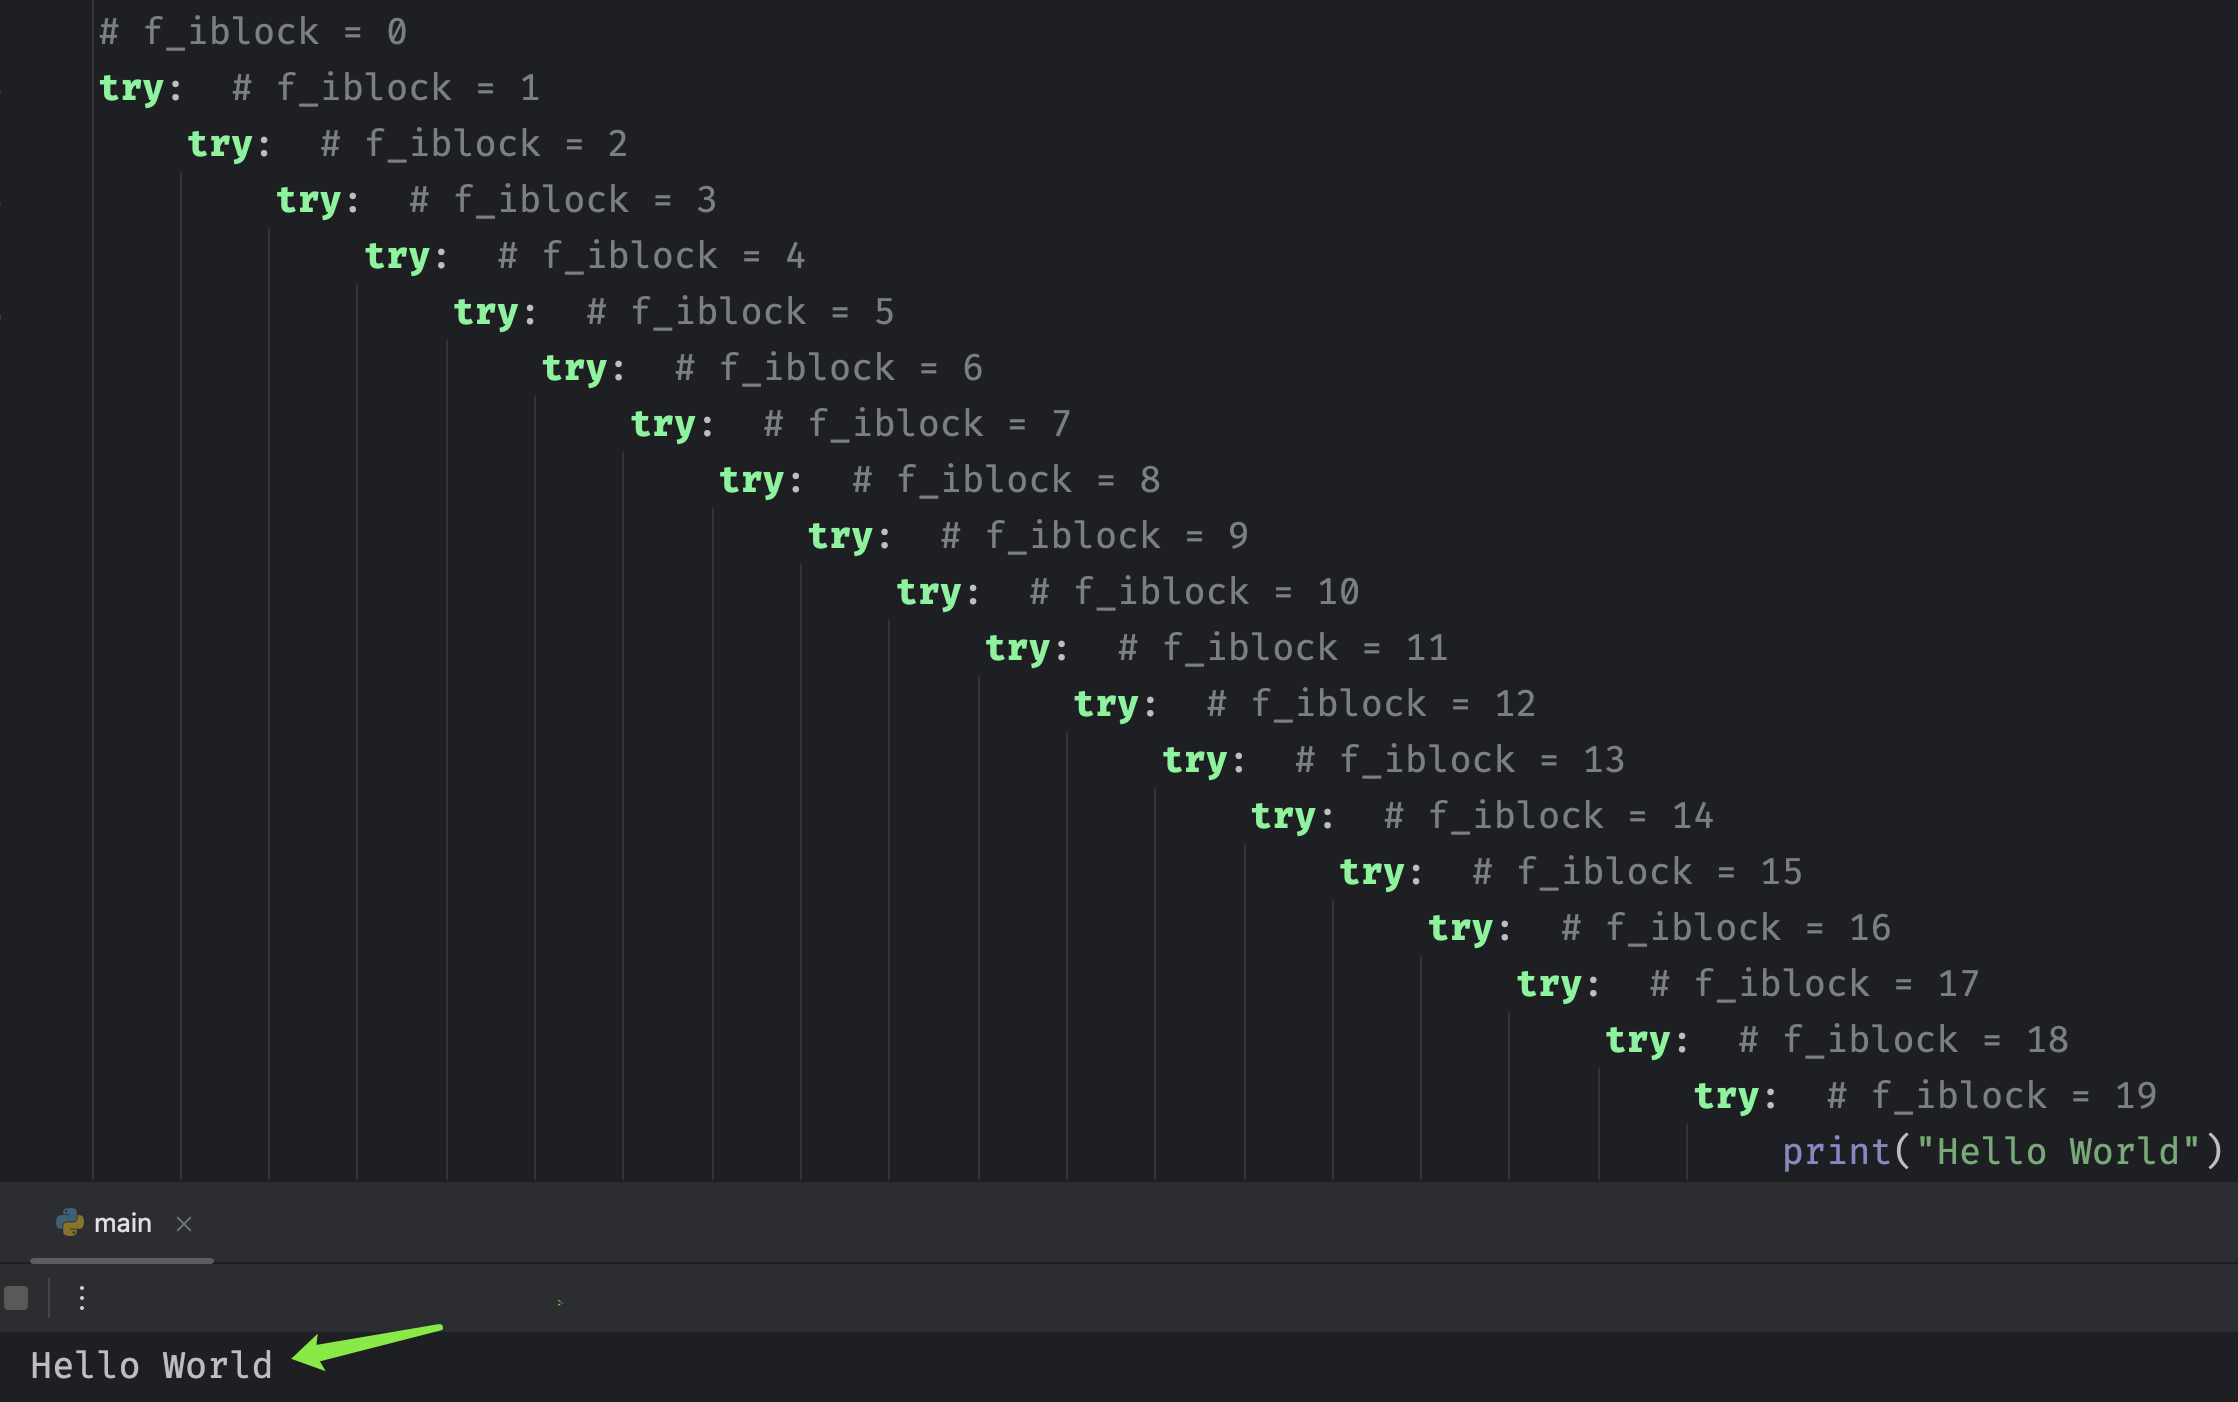 # f_iblock = 0
try:  # f_iblock = 1
try:  # f_iblock = 2
try:  # f_iblock = 3
try:  # f_iblock = 4
try:  # f_iblock = 5
try:  # f_iblock = 6
try:  # f_iblock = 7
try:  # f_iblock = 8
try:  # f_iblock = 9
try:  # f_iblock = 10
try:  # f_iblock = 11
try:  # f_iblock = 12
try:  # f_iblock = 13
try:  # f_iblock = 14
try:  # f_iblock = 15
try:  # f_iblock = 16
try:  # f_iblock = 17
try:  # f_iblock = 18
try:  # f_iblock = 19
print("Hello World")
main
Hello World